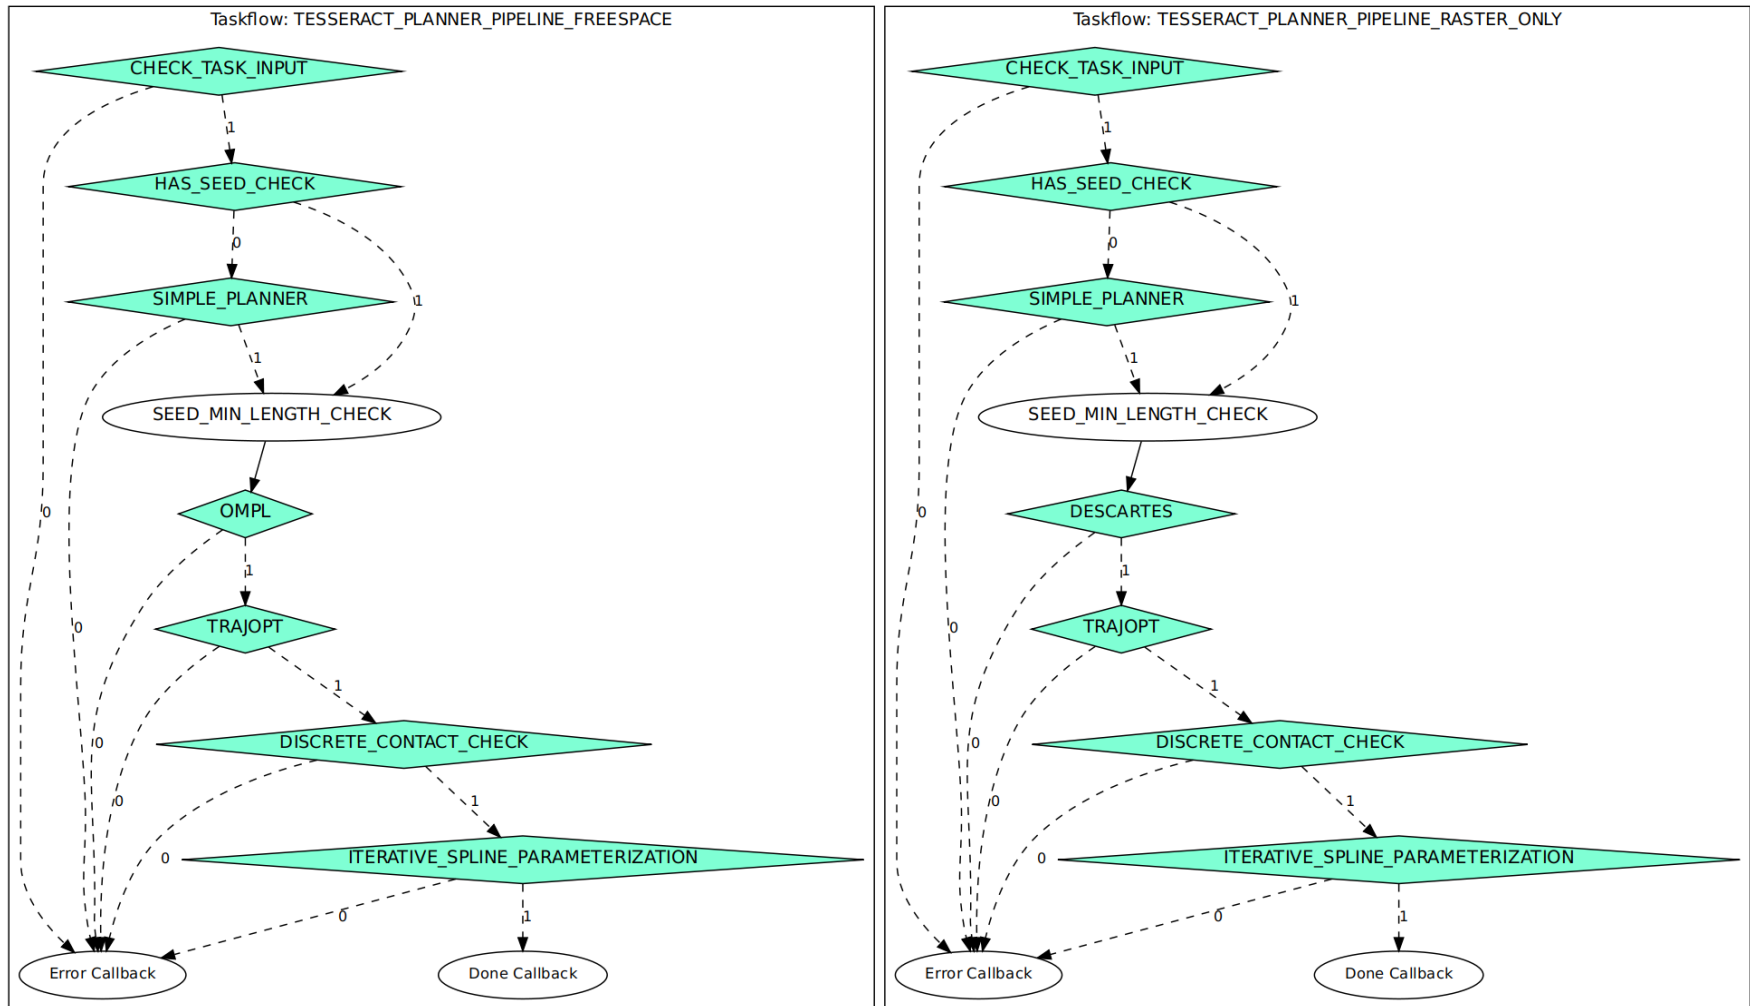 Taskflow: TESSERACT_PLANNER_PIPELINE_FREESPACE
CHECK_TASK_INPUT
1
HAS_SEED_CHECK
0
SIMPLE_PLANNER
1
1
SEED_MIN_LENGTH_CHECK
OMPL
0
1
TRAJOPT
0
1
DISCRETE_CONTACT_CHECK
0
0
1
0
ITERATIVE_SPLINE_PARAMETERIZATION
0
1
Error Callback
Done Callback
Taskflow: TESSERACT_PLANNER_PIPELINE_RASTER_ONLY
CHECK_TASK_INPUT
1
HAS_SEED_CHECK
0
SIMPLE_PLANNER
1
1
SEED_MIN_LENGTH_CHECK
DESCARTES
0
1
TRAJOPT
0
1
DISCRETE_CONTACT_CHECK
0
0
1
0
ITERATIVE_SPLINE_PARAMETERIZATION
0
1
Error Callback
Done Callback